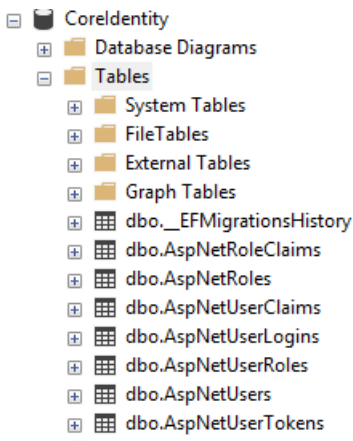 CoreIdentity
Database Diagrams
Tables
System Tables
FileTables
External Tables
Graph Tables
dbo.__EFMigrationsHistory
dbo.AspNetRoleClaims
dbo.AspNetRoles
dbo.AspNetUserClaims
dbo.AspNetUserLogins
dbo.AspNetUserRoles
dbo.AspNetUsers
dbo.AspNetUserTokens